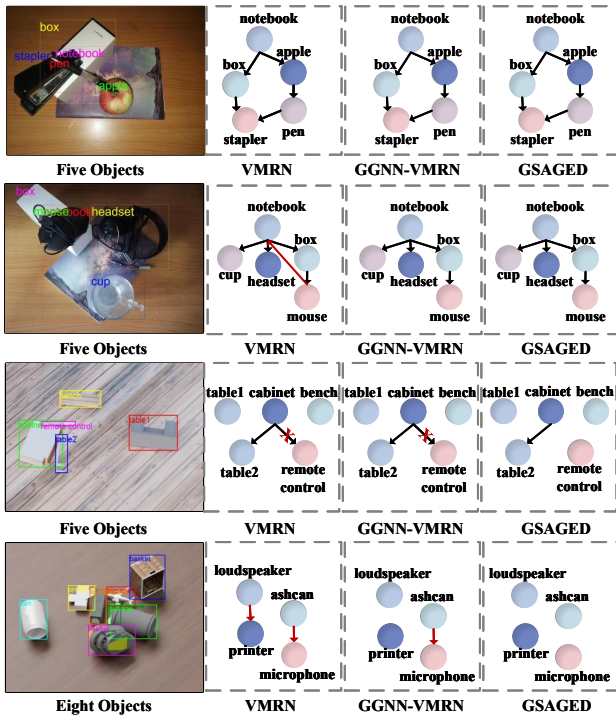 box
stapler
notebook
pen
apple
notebook
box
apple
stapler
pen
notebook
box
apple
stapler
pen
notebook
box
apple
stapler
pen
Five Objects
VMRN
GGNN-VMRN
GSAGED
box
headset
cup
notebook
box
cup
headset
mouse
notebook
box
cup
headset
mouse
notebook
box
cup
headset
mouse
Five Objects
VMRN
GGNN-VMRN
GSAGED
bench
table1
remote control
table2
table1 cabinet bench
table2
remote
control
table1 cabinet bench
table2
remote
control
table1 cabinet bench
table2
remote
control
Five Objects
VMRN
GGNN-VMRN
GSAGED
basket
loudspeaker
ashcan
printer
microphone
loudspeaker
ashcan
printer
microphone
loudspeaker
ashcan
printer
microphone
Eight Objects
VMRN
GGNN-VMRN
GSAGED